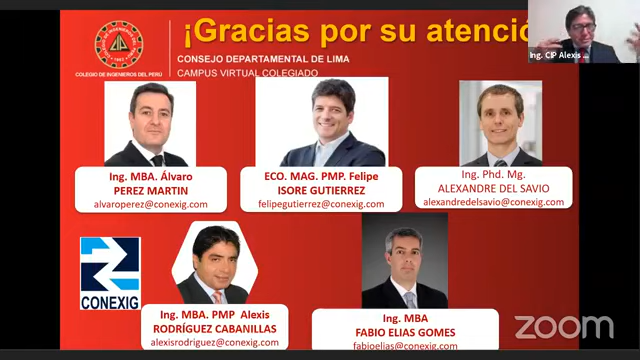 ¡Gracias por su atenció
CONSEJO DEPARTAMENTAL DE LIMA
COLEGIO DE INGENIEROS DEL PERÚ
CAMPUS VIRTUAL COLEGIADO
Ing. CIP Alexis
Ing. MBA. Álvaro
PEREZ MARTIN
alvaroperez@conexig.com
ECO. MAG. PMP. Felipe
ISORE GUTIERREZ
felipegutierrez@conexig.com
Ing. Phd. Mg.
ALEXANDRE DEL SAVIO
alexandredelsavio@conexig.com
CONEXIG
Ing. MBA. PMP Alexis
RODRÍGUEZ CABANILLAS
alexisrodriguez@conexig.com
Ing. MBA
FABIO ELIAS GOMES
fabioelias@conexig.com
zoom